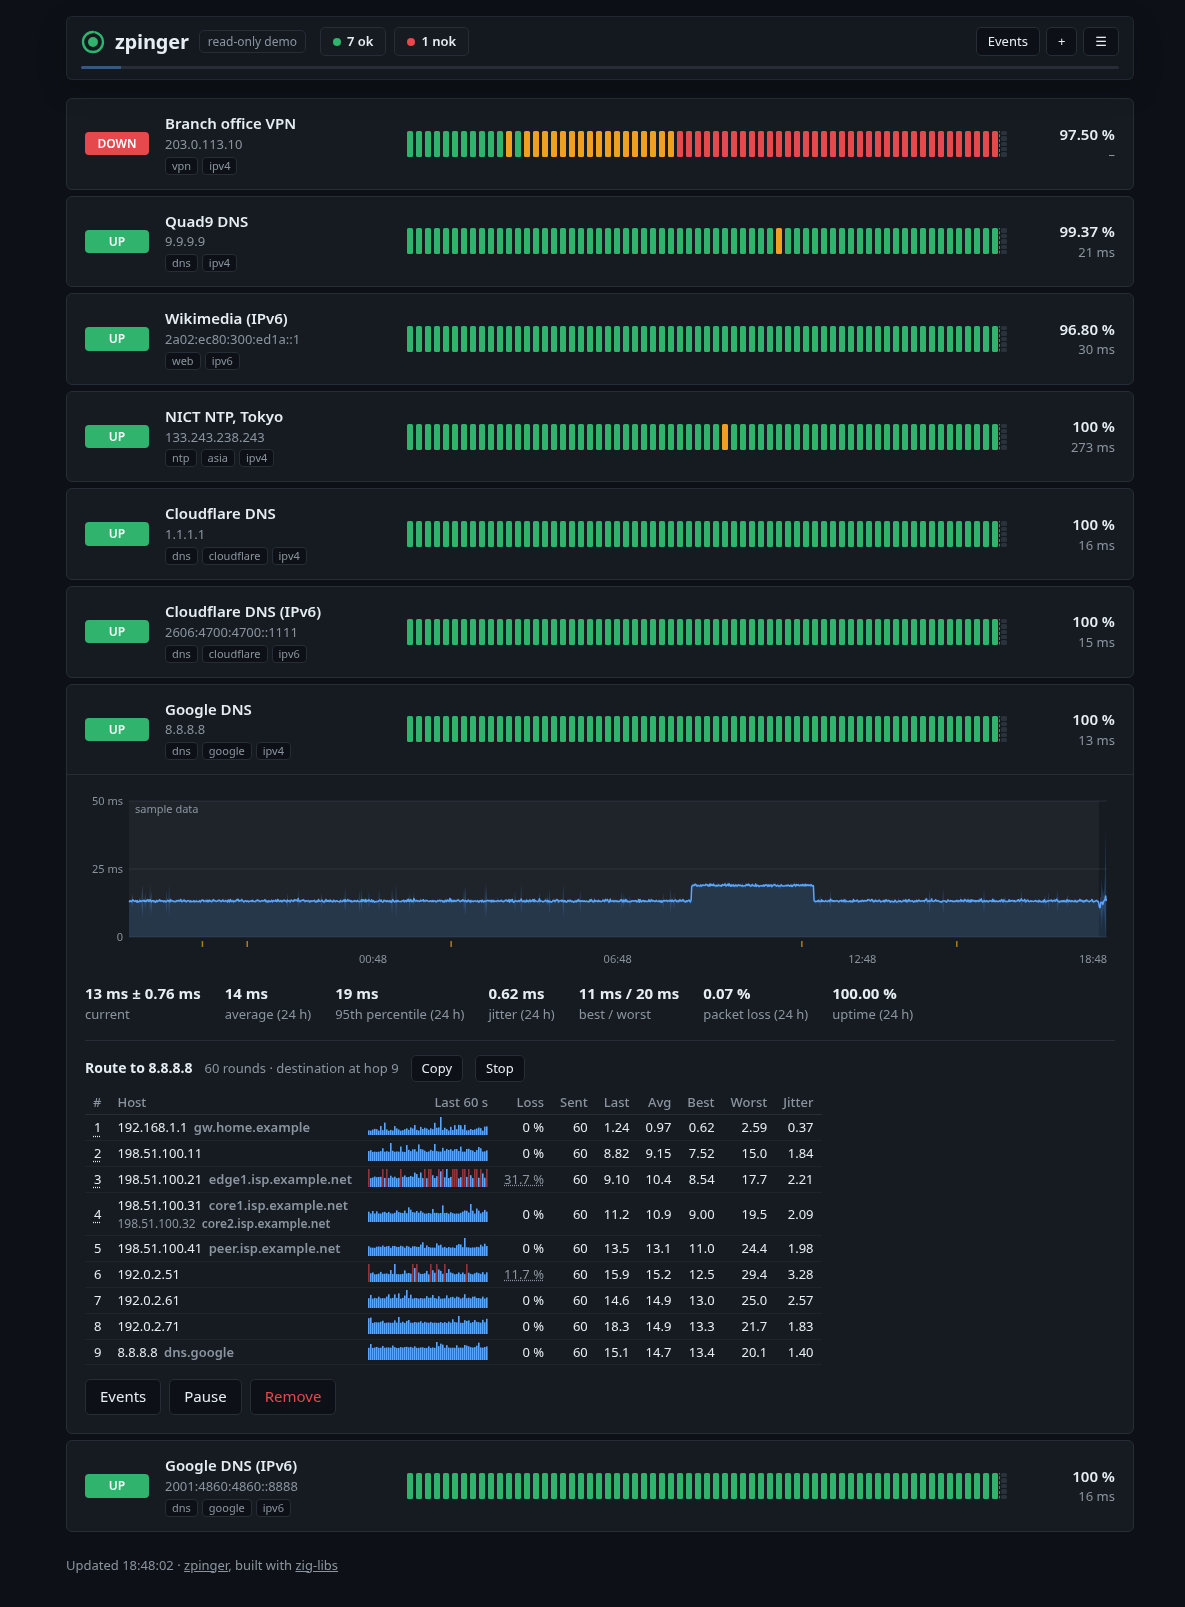 zpinger read-only demo 7 ok 1 nok Events + ☰
DOWN
Branch office VPN
203.0.113.10
vpn ipv4
97.50 %
–
UP
Quad9 DNS
9.9.9.9
dns ipv4
99.37 %
21 ms
UP
Wikimedia (IPv6)
2a02:ec80:300:ed1a::1
web ipv6
96.80 %
30 ms
UP
NICT NTP, Tokyo
133.243.238.243
ntp asia ipv4
100 %
273 ms
UP
Cloudflare DNS
1.1.1.1
dns cloudflare ipv4
100 %
16 ms
UP
Cloudflare DNS (IPv6)
2606:4700:4700::1111
dns cloudflare ipv6
100 %
15 ms
UP
Google DNS
8.8.8.8
dns google ipv4
100 %
13 ms
50 ms
sample data
25 ms
0
00:48 06:48 12:48 18:48
13 ms ± 0.76 ms 14 ms 19 ms 0.62 ms 11 ms / 20 ms 0.07 % 100.00 %
current average (24 h) 95th percentile (24 h) jitter (24 h) best / worst packet loss (24 h) uptime (24 h)
Route to 8.8.8.8 60 rounds · destination at hop 9 Copy Stop
# Host Last 60 s Loss Sent Last Avg Best Worst Jitter
1 192.168.1.1 gw.home.example 0 % 60 1.24 0.97 0.62 2.59 0.37
2 198.51.100.11 0 % 60 8.82 9.15 7.52 15.0 1.84
3 198.51.100.21 edge1.isp.example.net 31.7 % 60 9.10 10.4 8.54 17.7 2.21
4 198.51.100.31 core1.isp.example.net 0 % 60 11.2 10.9 9.00 19.5 2.09
198.51.100.32 core2.isp.example.net
5 198.51.100.41 peer.isp.example.net 0 % 60 13.5 13.1 11.0 24.4 1.98
6 192.0.2.51 11.7 % 60 15.9 15.2 12.5 29.4 3.28
7 192.0.2.61 0 % 60 14.6 14.9 13.0 25.0 2.57
8 192.0.2.71 0 % 60 18.3 14.9 13.3 21.7 1.83
9 8.8.8.8 dns.google 0 % 60 15.1 14.7 13.4 20.1 1.40
Events Pause Remove
UP
Google DNS (IPv6)
2001:4860:4860::8888
dns google ipv6
100 %
16 ms
Updated 18:48:02 · zpinger, built with zig-libs